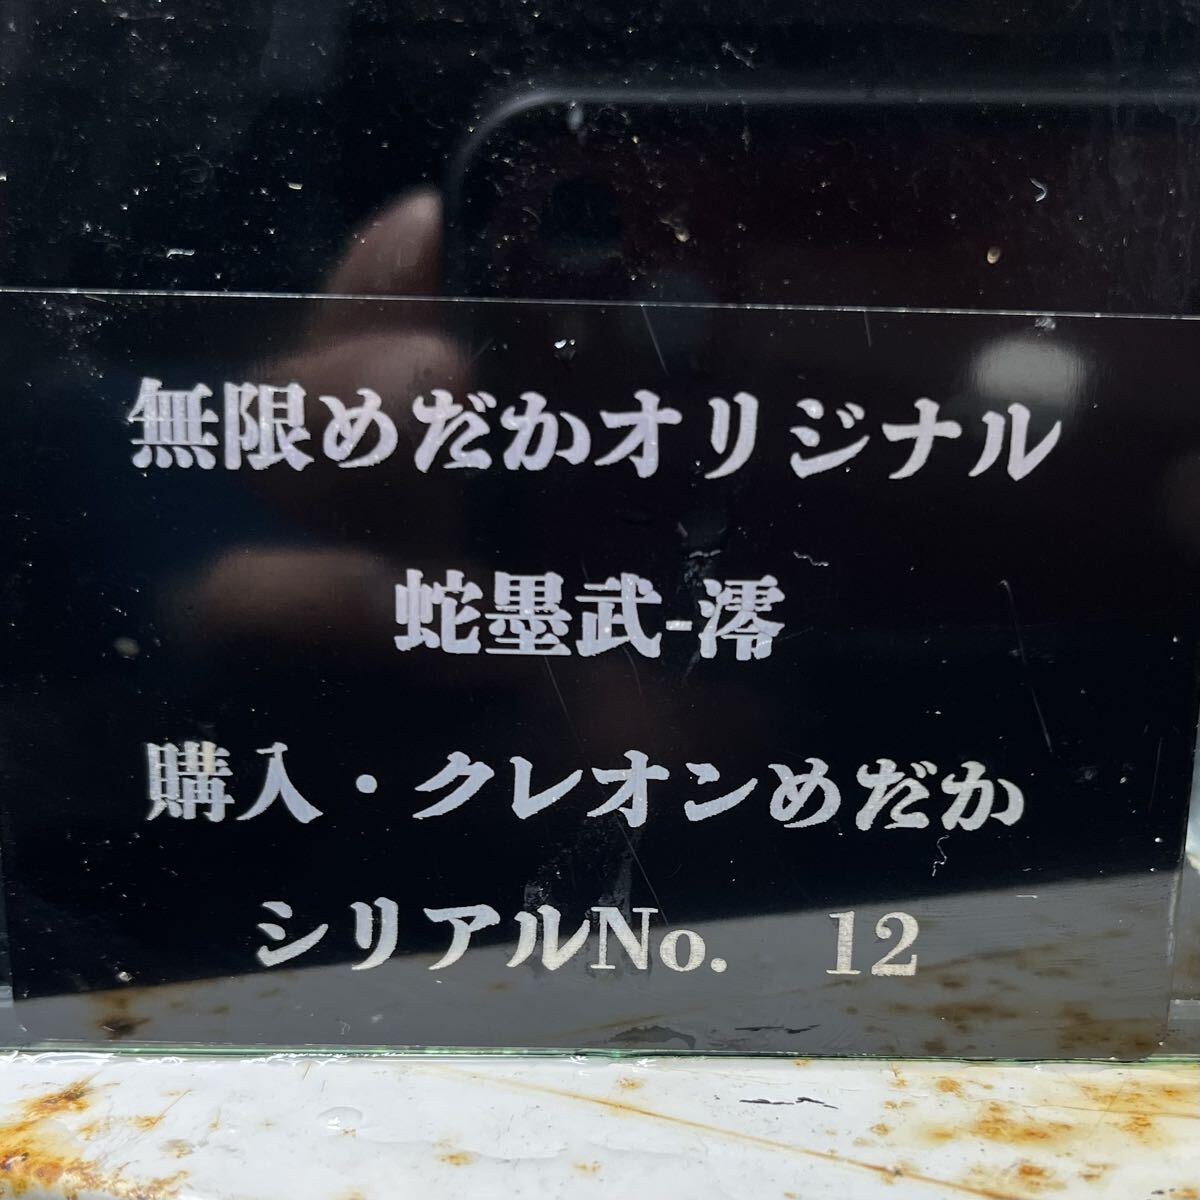 無限めだかオリジナル
蛇墨武-澪
購入・クレオンめだか
シリアルNo. 12